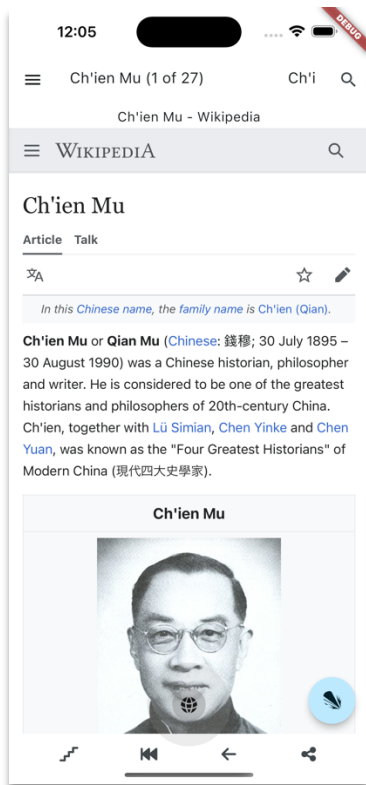 12:05
DEBUG
Ch'ien Mu (1 of 27)
Ch'i
Ch'ien Mu - Wikipedia
WIKIPEDIA
Ch'ien Mu
Article Talk
In this Chinese name, the family name is Ch'ien (Qian).
Ch'ien Mu or Qian Mu (Chinese: 錢穆; 30 July 1895 –
30 August 1990) was a Chinese historian, philosopher
and writer. He is considered to be one of the greatest
historians and philosophers of 20th-century China.
Ch'ien, together with Lü Simian, Chen Yinke and Chen
Yuan, was known as the "Four Greatest Historians" of
Modern China (現代四大史學家).
Ch'ien Mu